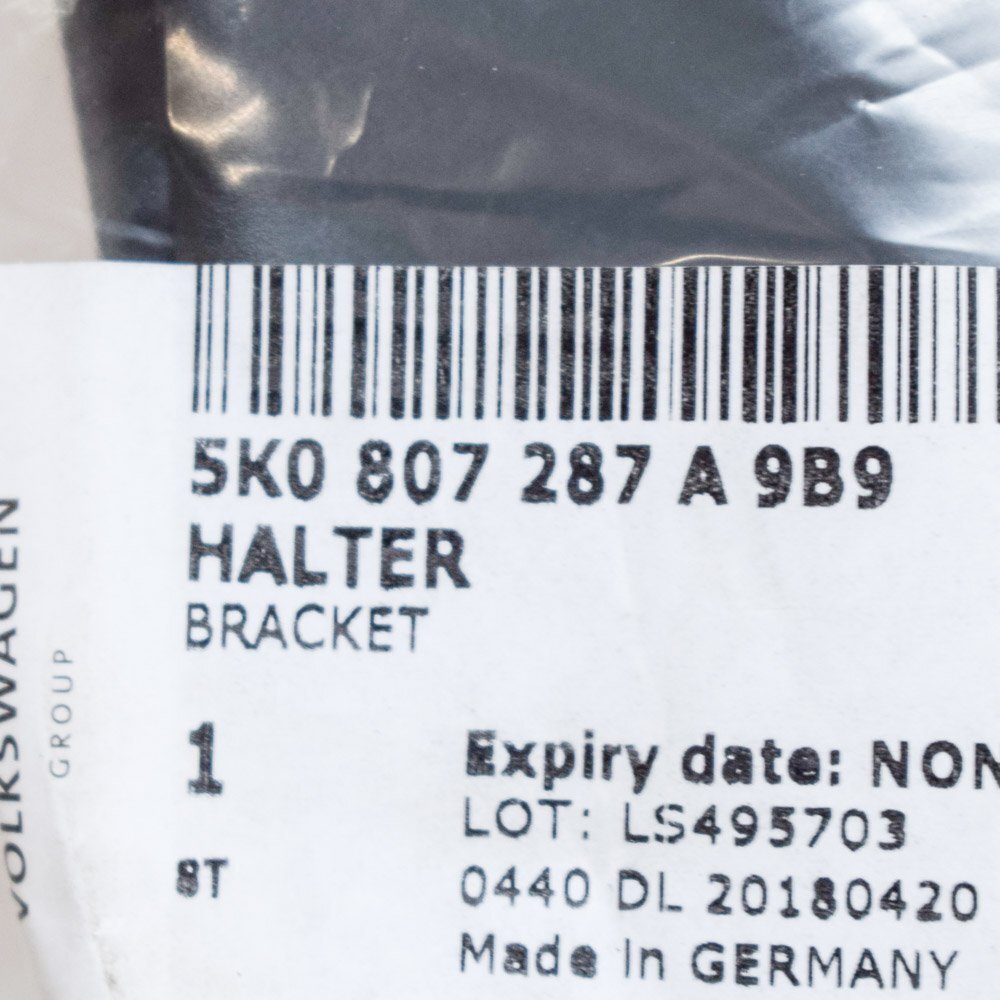 5K0 807 287 A 9B9
HALTER
BRACKET
1
Expiry date: NON
LOT: LS495703
ST
0440 DL 20180420
Made in GERMANY
VOLKSWAGEN
GROUP